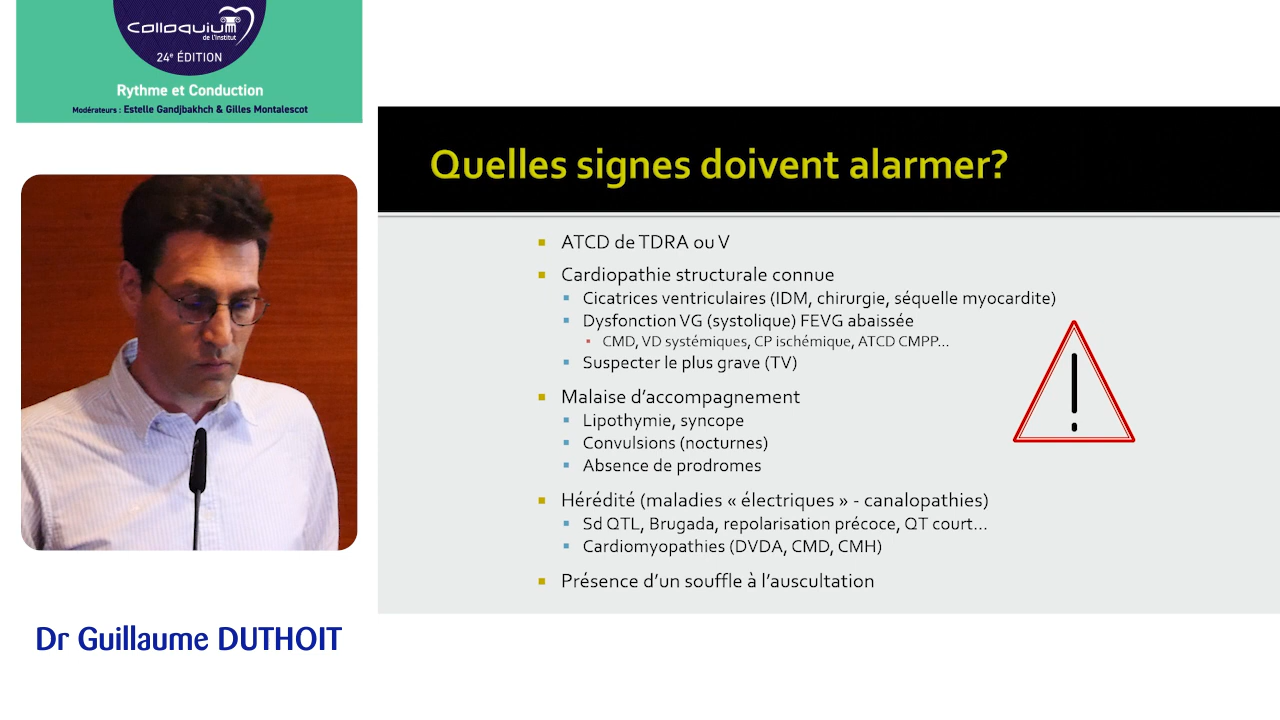 Colloquium
de l'Institut
24e ÉDITION
Rythme et Conduction
Modérateurs : Estelle Gandjbakhch & Gilles Montalescot
Quelles signes doivent alarmer?
ATCD de TDRA ou V
Cardiopathie structurale connue
Cicatrices ventriculaires (IDM, chirurgie, séquelle myocardite)
Dysfonction VG (systolique) FEVG abaissée
CMD, VD systémiques, CP ischémique, ATCD CMPP...
Suspecter le plus grave (TV)
Malaise d'accompagnement
Lipothymie, syncope
Convulsions (nocturnes)
Absence de prodromes
Hérédité (maladies « électriques » - canalopathies)
Sd QTL, Brugada, repolarisation précoce, QT court...
Cardiomyopathies (DVDA, CMD, CMH)
Présence d'un souffle à l'auscultation
Dr Guillaume DUTHOIT